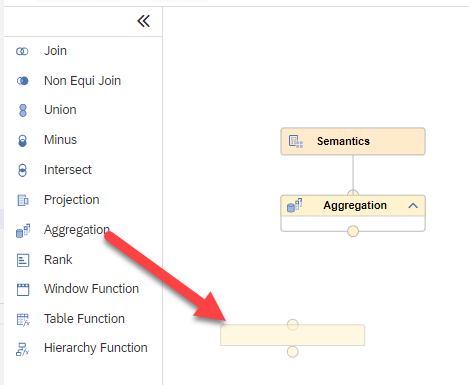 Join
Non Equi Join
Union
Minus
Intersect
Projection
Aggregation
Rank
Window Function
Table Function
Hierarchy Function
Semantics
Aggregation